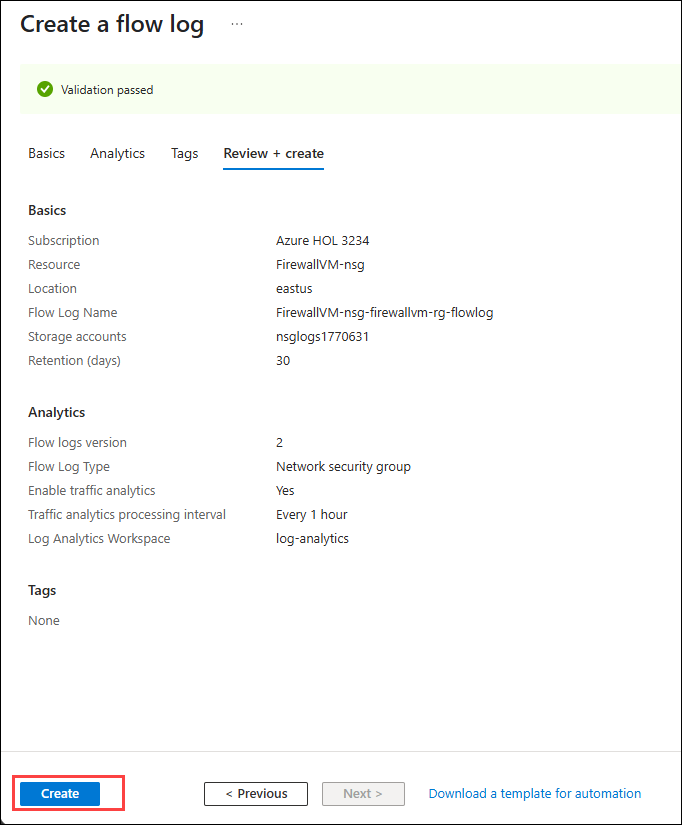 Create a flow log ...
Validation passed
Basics Analytics Tags Review + create
Basics
Subscription Azure HOL 3234
Resource FirewallVM-nsg
Location eastus
Flow Log Name FirewallVM-nsg-firewallvm-rg-flowlog
Storage accounts nsglogs1770631
Retention (days) 30
Analytics
Flow logs version 2
Flow Log Type Network security group
Enable traffic analytics Yes
Traffic analytics processing interval Every 1 hour
Log Analytics Workspace log-analytics
Tags
None
Create < Previous Next > Download a template for automation